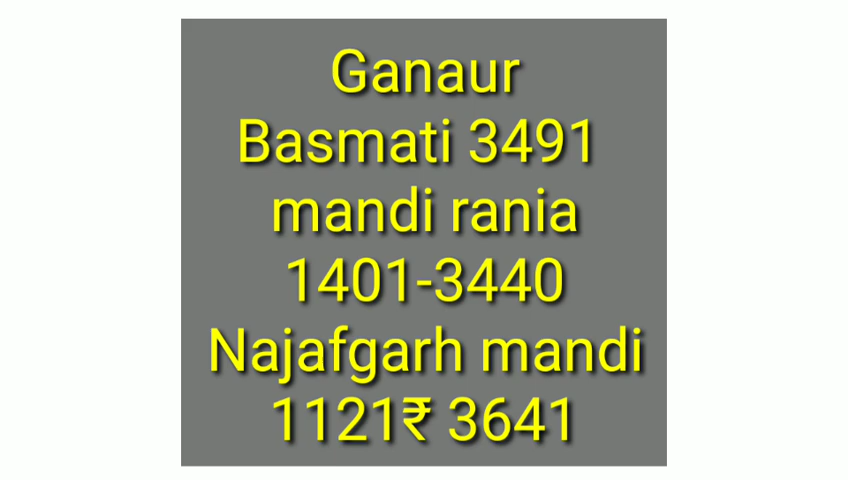 Ganaur
Basmati 3491
mandi rania
1401-3440
Najafgarh mandi
1121₹ 3641